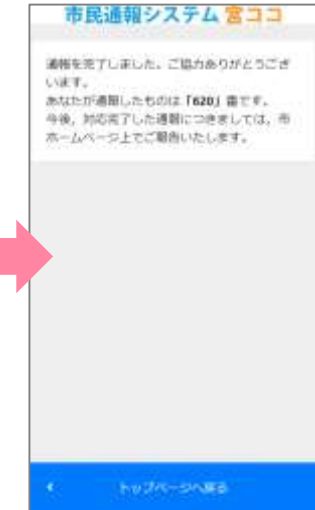 市民通報システム 宮ココ
通報を完了しました。ご協力ありがとうござ
います。
あなたが通報したものは「620」番です。
今後、対応完了した通報につきましては、市
ホームページ上でご報告いたします。
トップページへ戻る